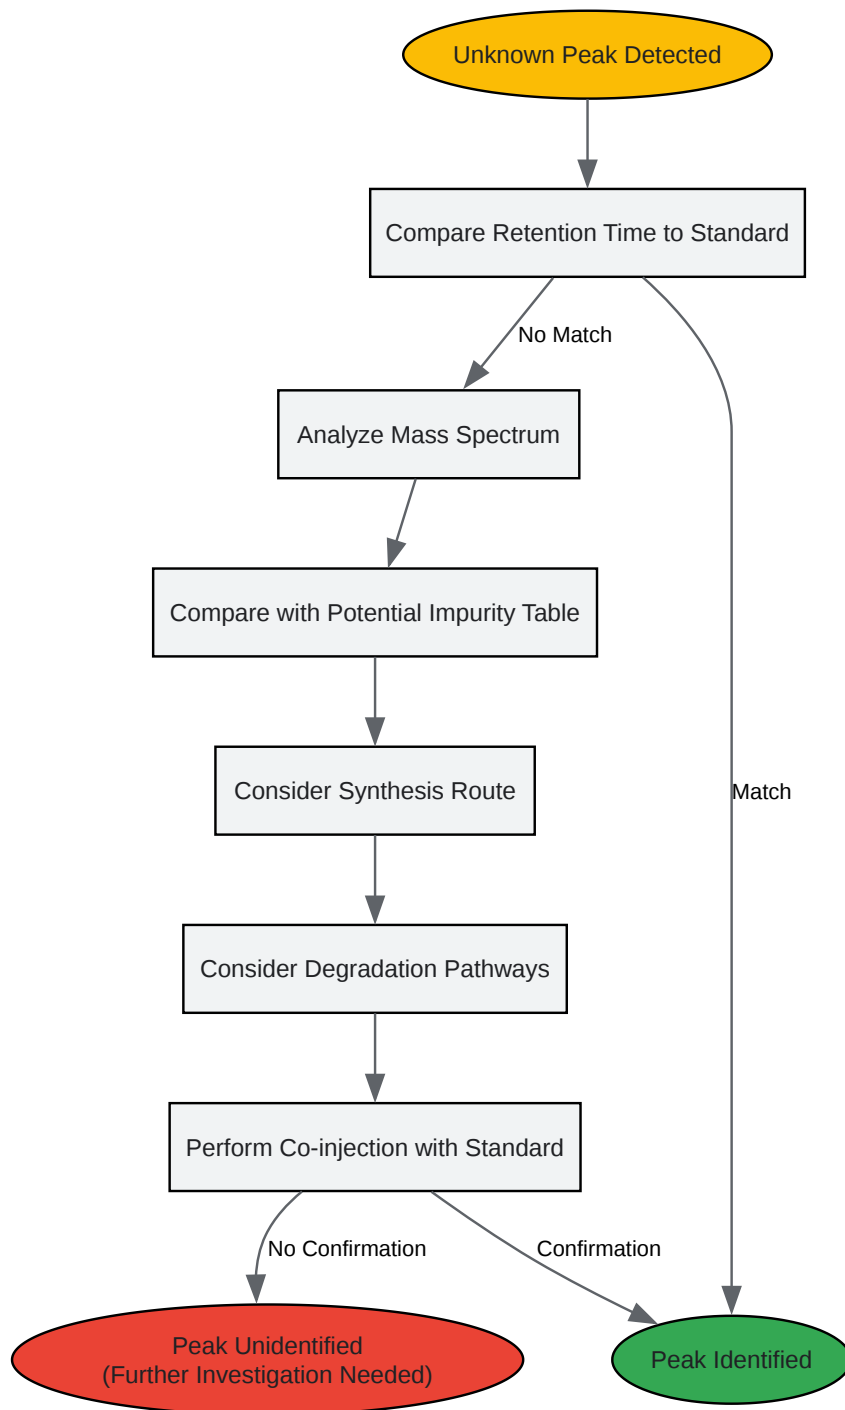 Unknown Peak Detected
Compare Retention Time to Standard
No Match
Analyze Mass Spectrum
Compare with Potential Impurity Table
Consider Synthesis Route
Match
Consider Degradation Pathways
Perform Co-injection with Standard
No Confirmation
Confirmation
Peak Unidentified
(Further Investigation Needed)
Peak Identified